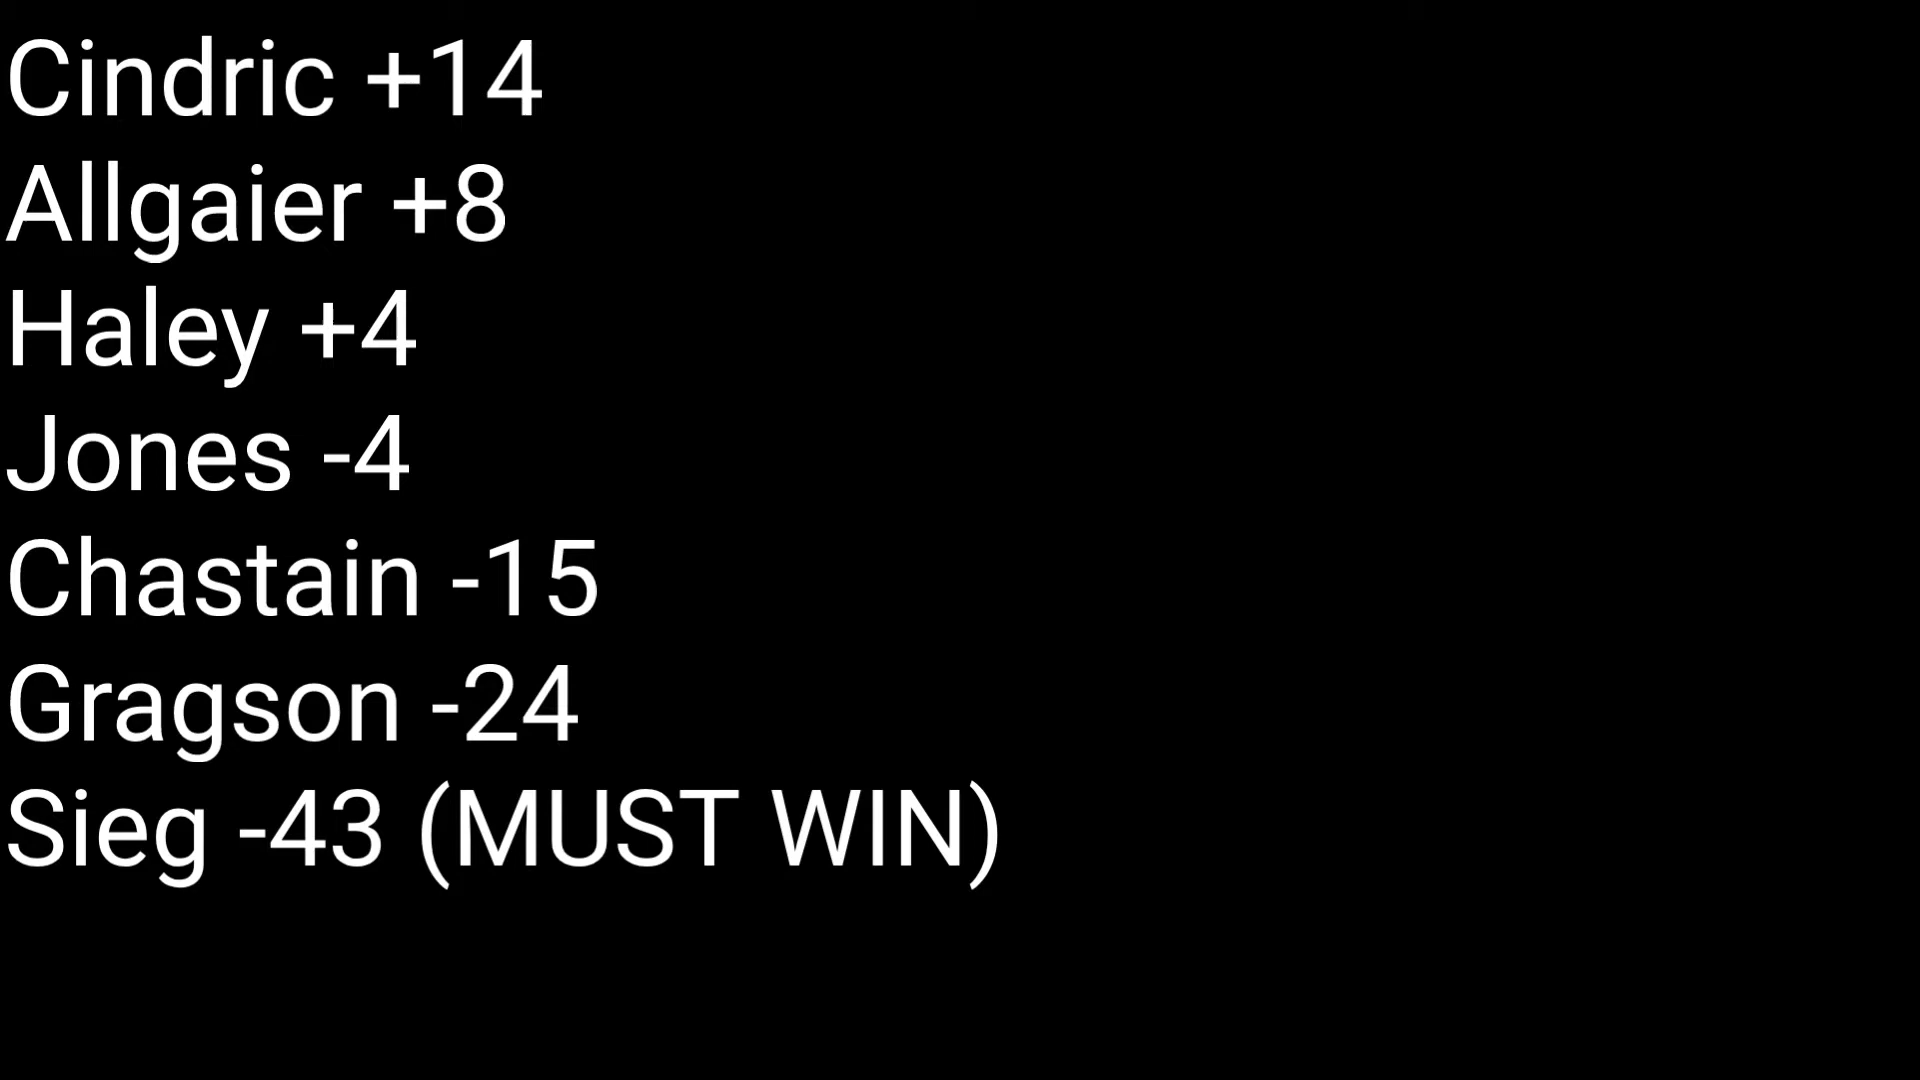 Cindric +14
Allgaier +8
Haley +4
Jones -4
Chastain -15
Gragson -24
Sieg -43 (MUST WIN)